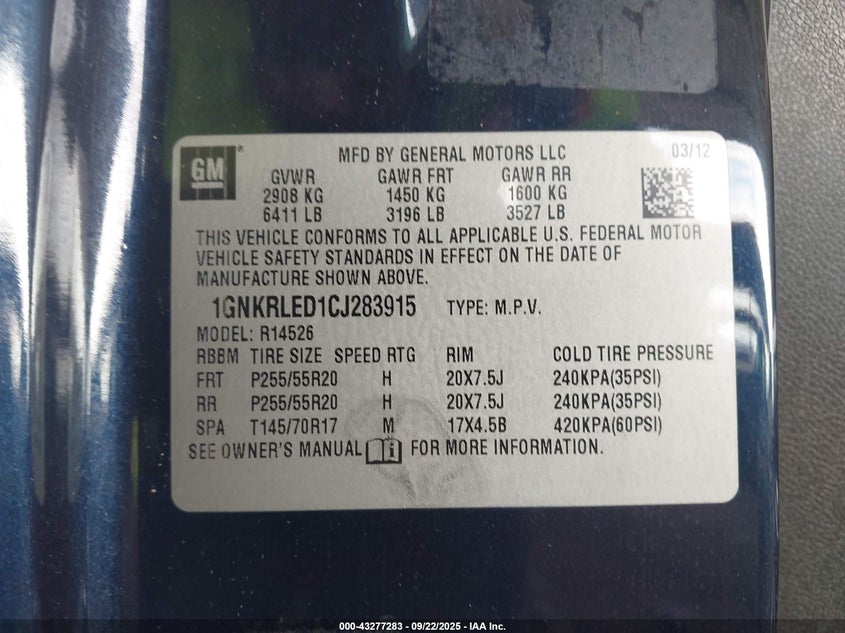 GM
MFD BY GENERAL MOTORS LLC 03/12
GVWR GAWR FRT GAWR RR
2908 KG 1450 KG 1600 KG
6411 LB 3196 LB 3527 LB
THIS VEHICLE CONFORMS TO ALL APPLICABLE U.S. FEDERAL MOTOR
VEHICLE SAFETY STANDARDS IN EFFECT ON THE DATE OF
MANUFACTURE SHOWN ABOVE.
1GNKRLED1CJ283915 TYPE: M.P.V.
MODEL: R14526
RBBM TIRE SIZE SPEED RTG RIM COLD TIRE PRESSURE
FRT P255/55R20 H 20X7.5J 240KPA(35PSI)
RR P255/55R20 H 20X7.5J 240KPA(35PSI)
SPA T145/70R17 M 17X4.5B 420KPA(60PSI)
SEE OWNER'S MANUAL i FOR MORE INFORMATION.
000-43277283 - 09/22/2025 - IAA Inc.